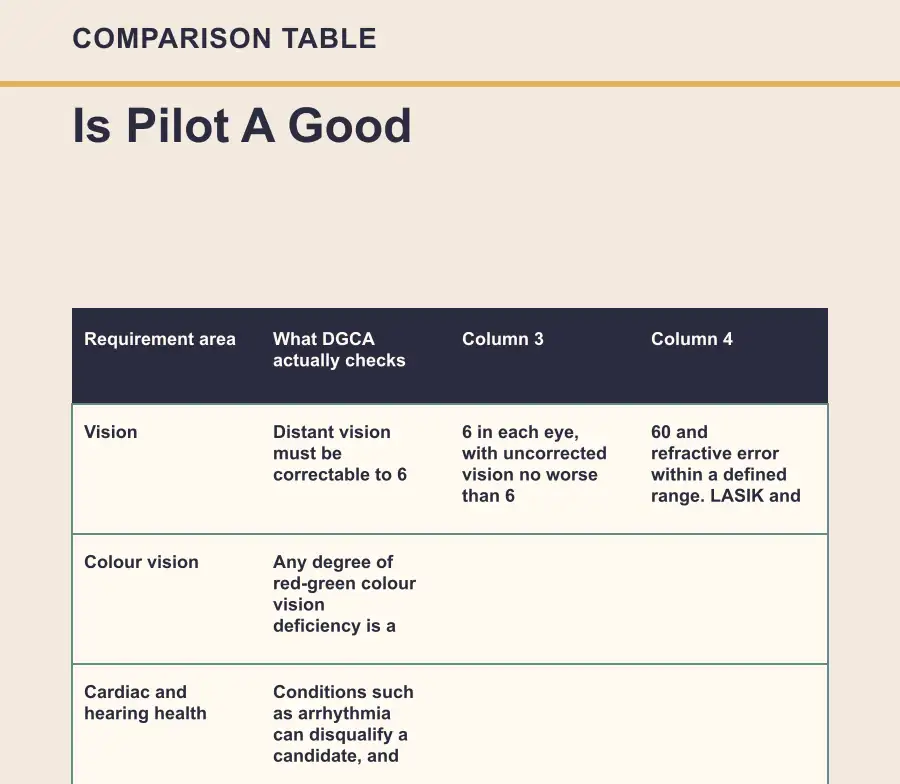 COMPARISON TABLE
Is Pilot A Good
Requirement area
What DGCA
actually checks
Column 3
Column 4
Vision
Distant vision
must be
correctable to 6
6 in each eye,
with uncorrected
vision no worse
than 6
60 and
refractive error
within a defined
range. LASIK and
Colour vision
Any degree of
red-green colour
vision
deficiency is a
Cardiac and
hearing health
Conditions such
as arrhythmia
can disqualify a
candidate, and